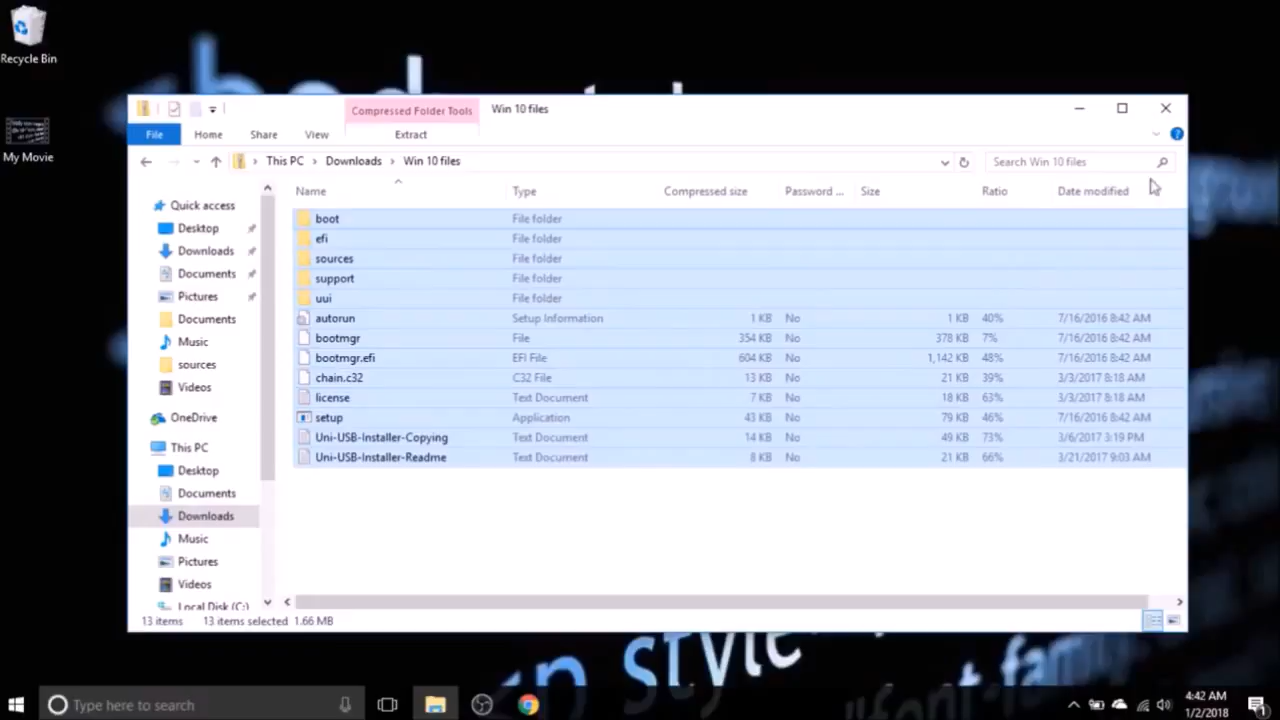 Recycle Bin
My Movie
Compressed Folder Tools
Win 10 files
File
Home
Share
View
Extract
This PC
Downloads
Win 10 files
Search Win 10 files
Name
Type
Compressed size
Password ...
Size
Ratio
Date modified
Quick access
Desktop
Downloads
Documents
Pictures
Documents
Music
sources
Videos
OneDrive
This PC
Desktop
Documents
Downloads
Music
Pictures
Videos
Local Disk (C:)
boot File folder
efi File folder
sources File folder
support File folder
uui File folder
autorun Setup Information 1 KB No 1 KB 40% 7/16/2016 8:42 AM
bootmgr File 354 KB No 378 KB 7% 7/16/2016 8:42 AM
bootmgr.efi EFI File 604 KB No 1,142 KB 48% 7/16/2016 8:42 AM
chain.c32 C32 File 13 KB No 21 KB 39% 3/3/2017 8:18 AM
license Text Document 7 KB No 18 KB 63% 3/3/2017 8:18 AM
setup Application 43 KB No 79 KB 46% 7/16/2016 8:42 AM
Uni-USB-Installer-Copying Text Document 14 KB No 49 KB 73% 3/6/2017 3:19 PM
Uni-USB-Installer-Readme Text Document 8 KB No 21 KB 66% 3/21/2017 9:03 AM
13 items 13 items selected 1.66 MB
style
font-family
Type here to search
4:42 AM
1/2/2018
1